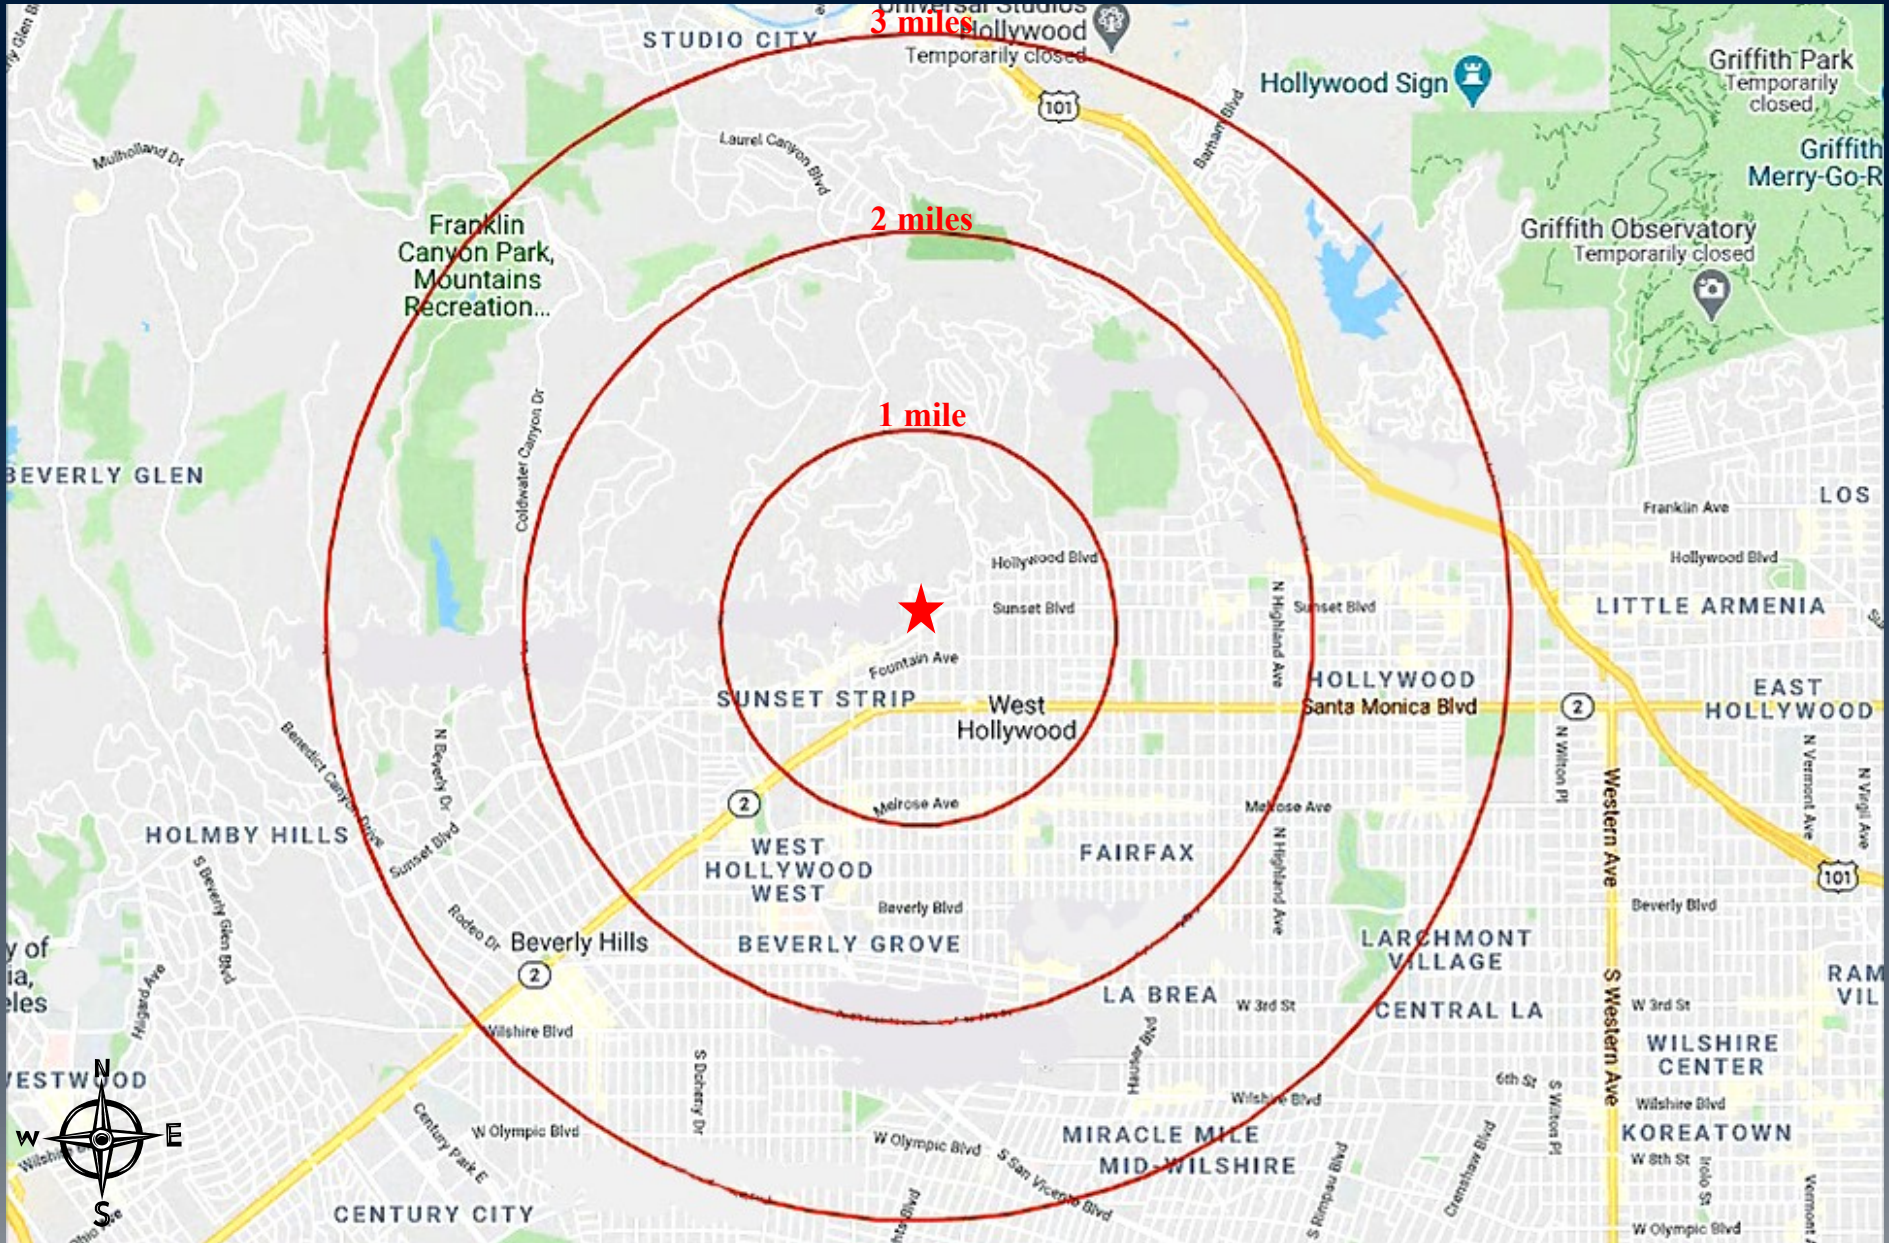 3 miles
Universal Studios
Hollywood
Temporarily closed
STUDIO CITY
101
Hollywood Sign
Griffith Park
Temporarily
closed
Barham Blvd
Laurel Canyon Blvd
Mulholland Dr
Griffith
Merry-Go-R
2 miles
Franklin
Canyon Park,
Mountains
Recreation...
Griffith Observatory
Temporarily closed
1 mile
Coldwater Canyon Dr
BEVERLY GLEN
LOS
Franklin Ave
Hollywood Blvd
Hollywood Blvd
Sunset Blvd
N Highland Ave
Sunset Blvd
LITTLE ARMENIA
Fountain Ave
SUNSET STRIP
West
Hollywood
HOLLYWOOD
Santa Monica Blvd
2
EAST
HOLLYWOOD
Benedict Canyon Drive
N Beverly Dr
N Wilton Pl
Western Ave
N Vermont Ave
N Virgil Ave
2
Melrose Ave
Melrose Ave
HOLMBY HILLS
Sunset Blvd
WEST
HOLLYWOOD
WEST
FAIRFAX
N Highland Ave
101
S Beverly Glen Blvd
Rodeo Dr
Beverly Hills
Beverly Blvd
Beverly Blvd
BEVERLY GROVE
LARCHMONT
VILLAGE
y of
ia,
eles
Hilgard Ave
2
LA BREA
W 3rd St
CENTRAL LA
S Western Ave
W 3rd St
RAM
VIL
Wilshire Blvd
S Doheny Dr
Hauser Blvd
WILSHIRE
CENTER
WESTWOOD
6th St
S Wilton Pl
Wilshire Blvd
Wilshire Blvd
N
W
E
S
Century Park E
W Olympic Blvd
W Olympic Blvd
S San Vicente Blvd
MIRACLE MILE
MID-WILSHIRE
S Rimpau Blvd
Crenshaw Blvd
KOREATOWN
W 8th St
Irolo St
Vermont A
CENTURY CITY
W Olympic Blvd